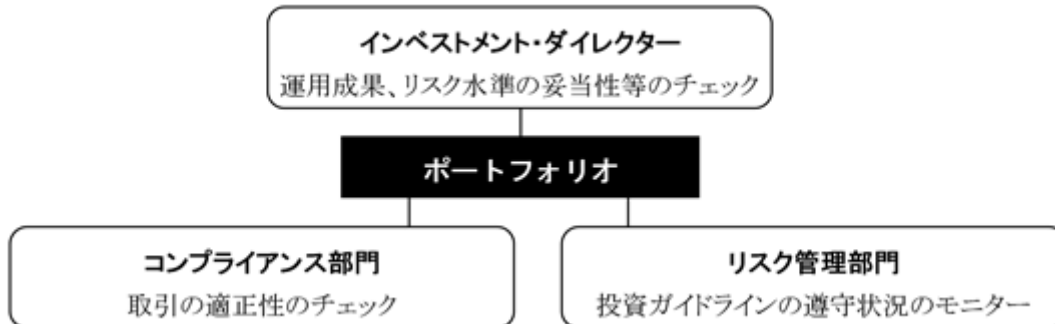 インベストメント・ダイレクター
運用成果、リスク水準の妥当性等のチェック
ポートフォリオ
コンプライアンス部門
取引の適正性のチェック
リスク管理部門
投資ガイドラインの遵守状況のモニター